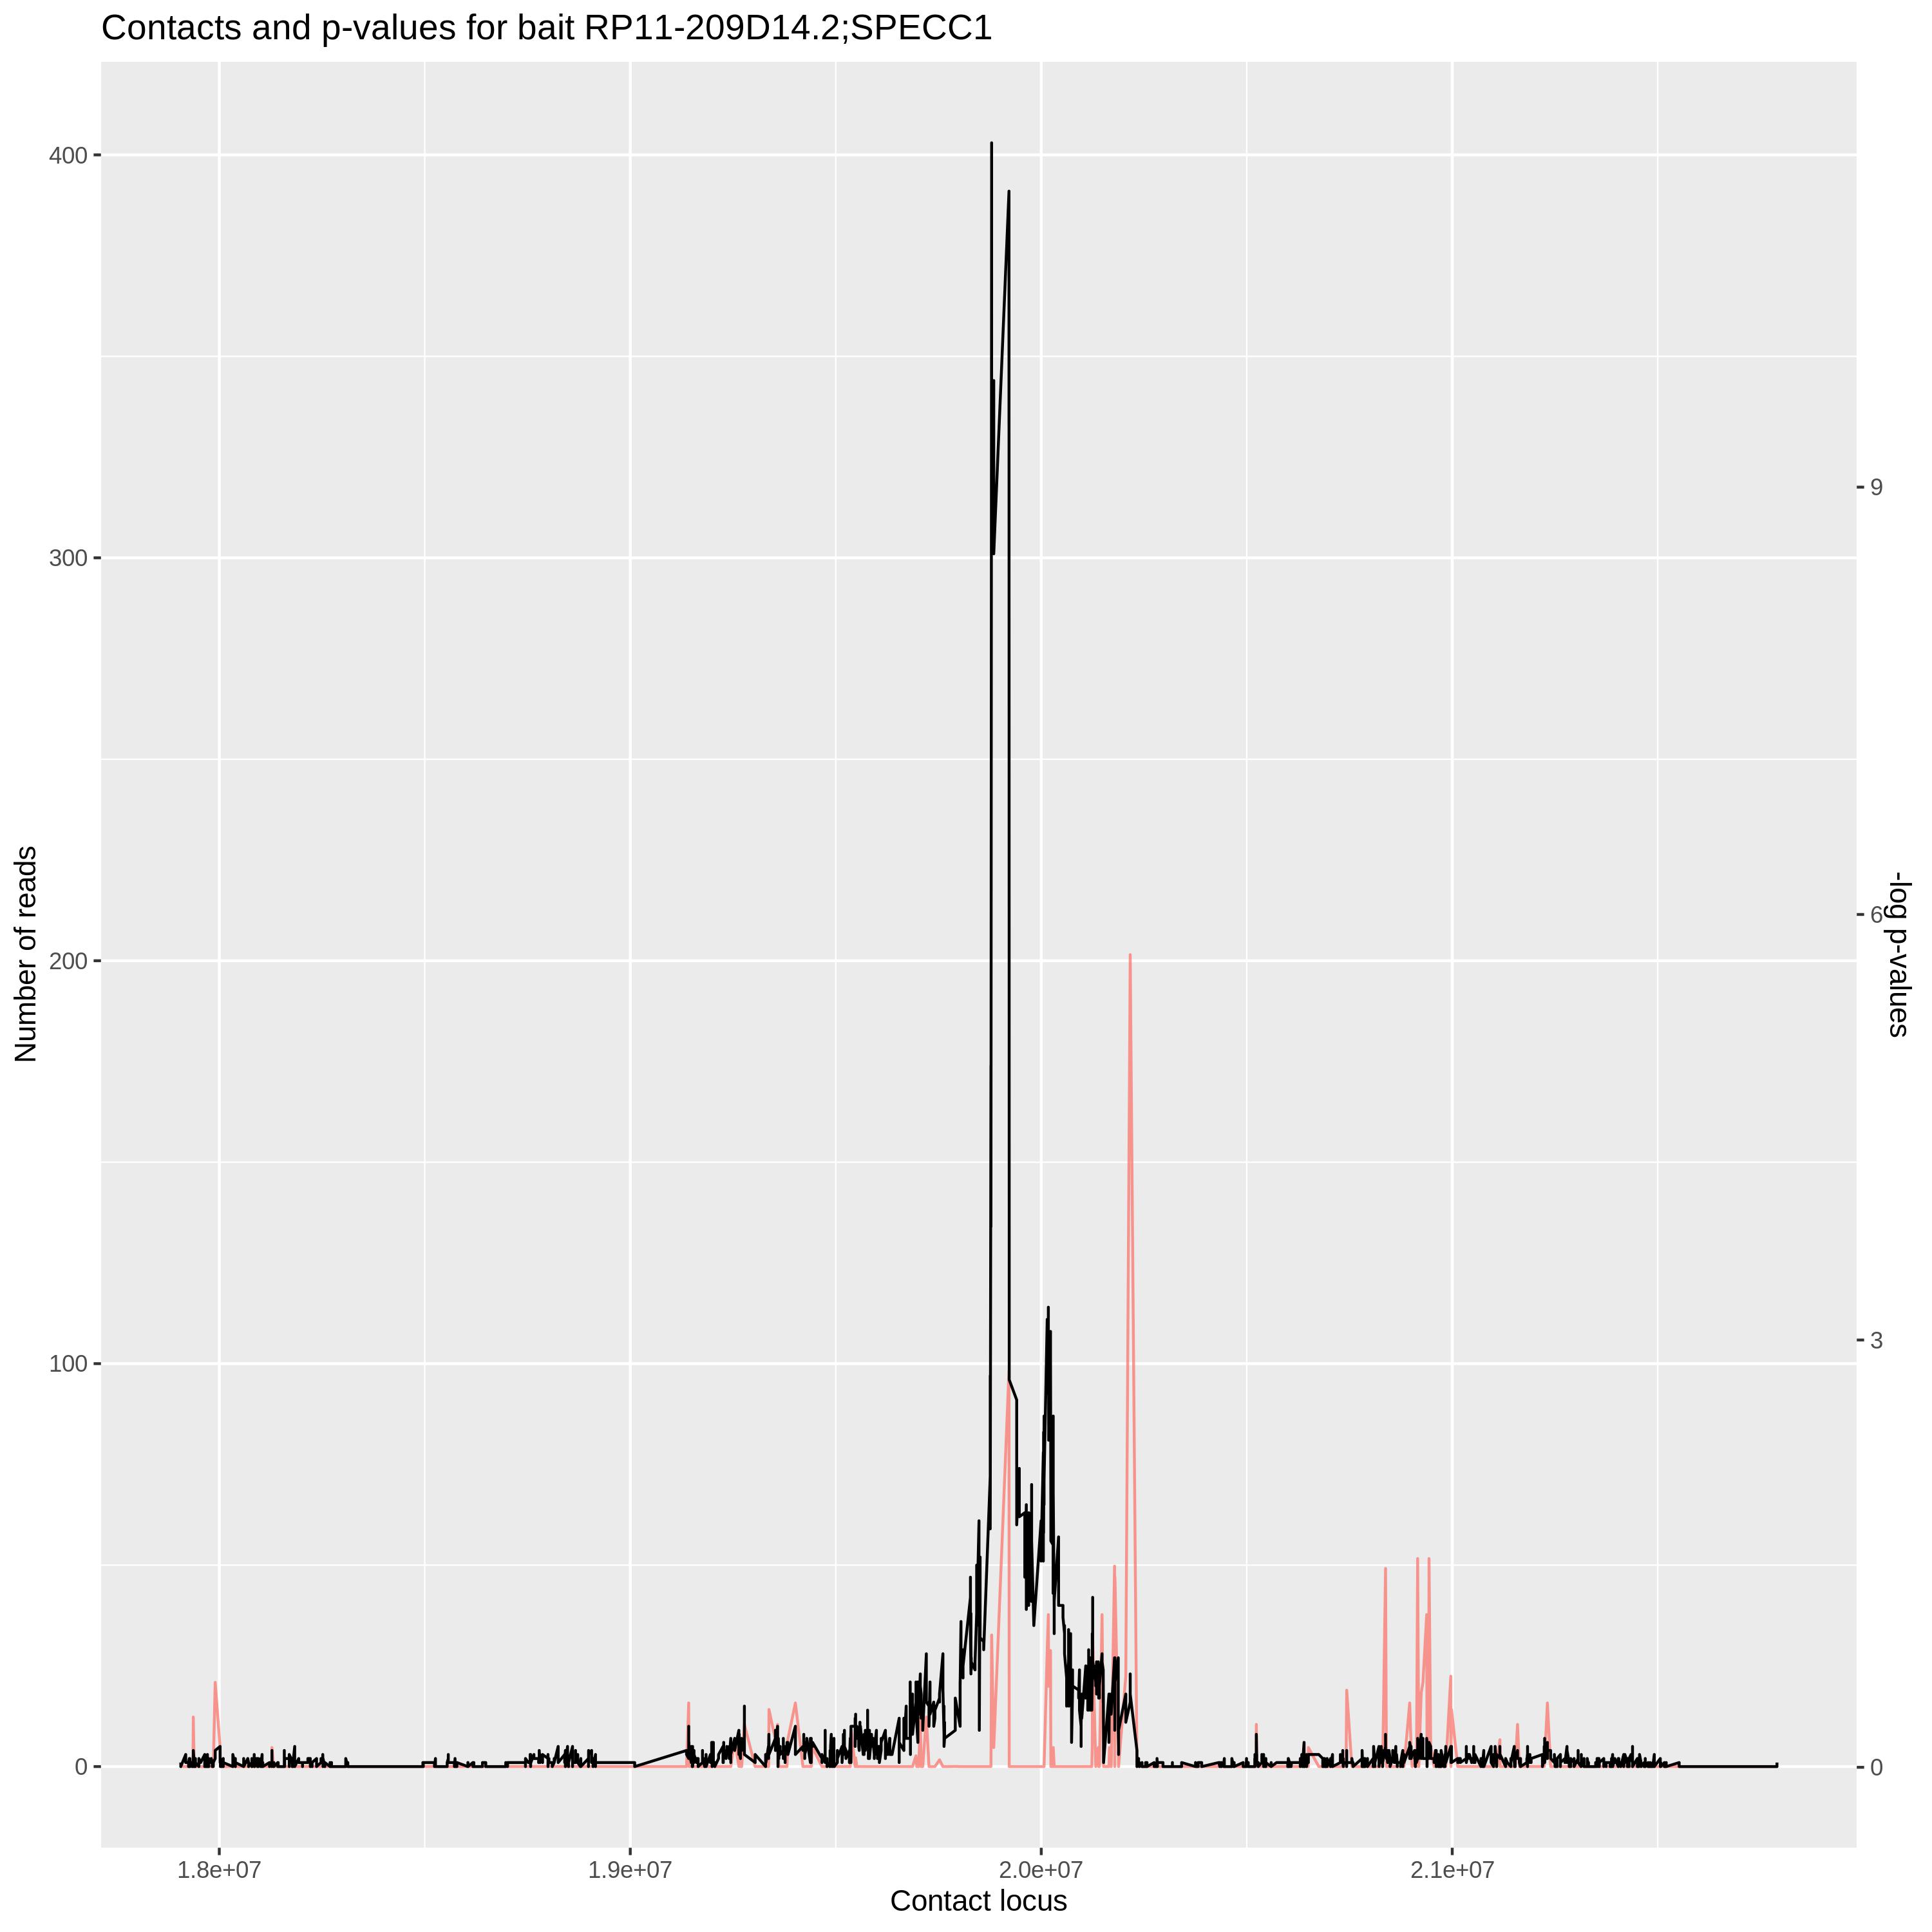 Contacts and p-values for bait RP11-209D14.2;SPECC1
400
300
200
100
0
Number of reads
9
6
3
0
-log p-values
1.8e+07
1.9e+07
2.0e+07
2.1e+07
Contact locus